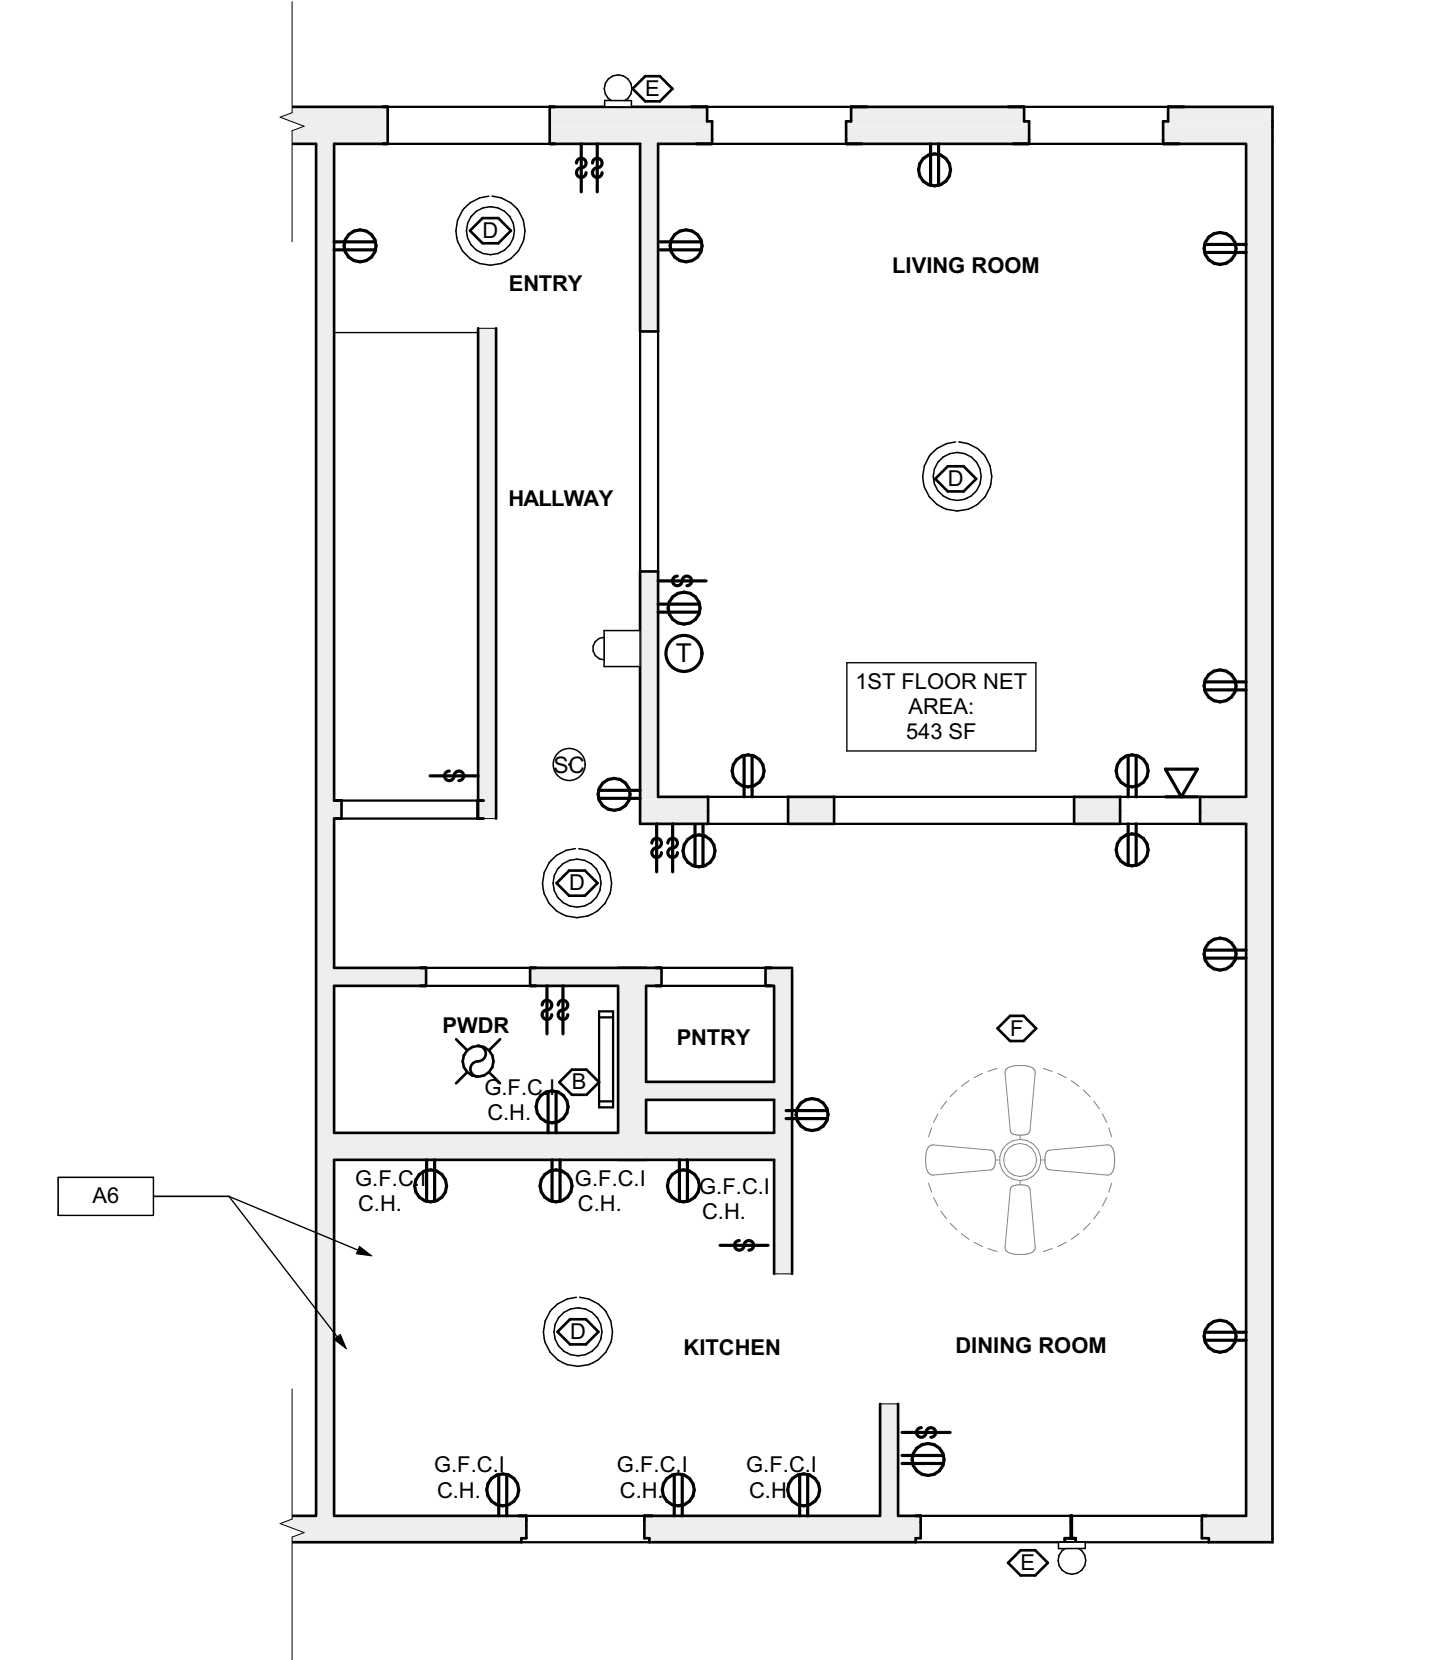 E
D
ENTRY
LIVING ROOM
HALLWAY
D
S
T
1ST FLOOR NET
AREA:
543 SF
S
SC
D
PWDR
PNTRY
F
G.F.C.I
B
C.H.
G.F.C.I
C.H.
G.F.C.I
C.H.
G.F.C.I
C.H.
A6
S
D
KITCHEN
DINING ROOM
S
G.F.C.I
C.H.
G.F.C.I
C.H.
G.F.C.I
C.H
E